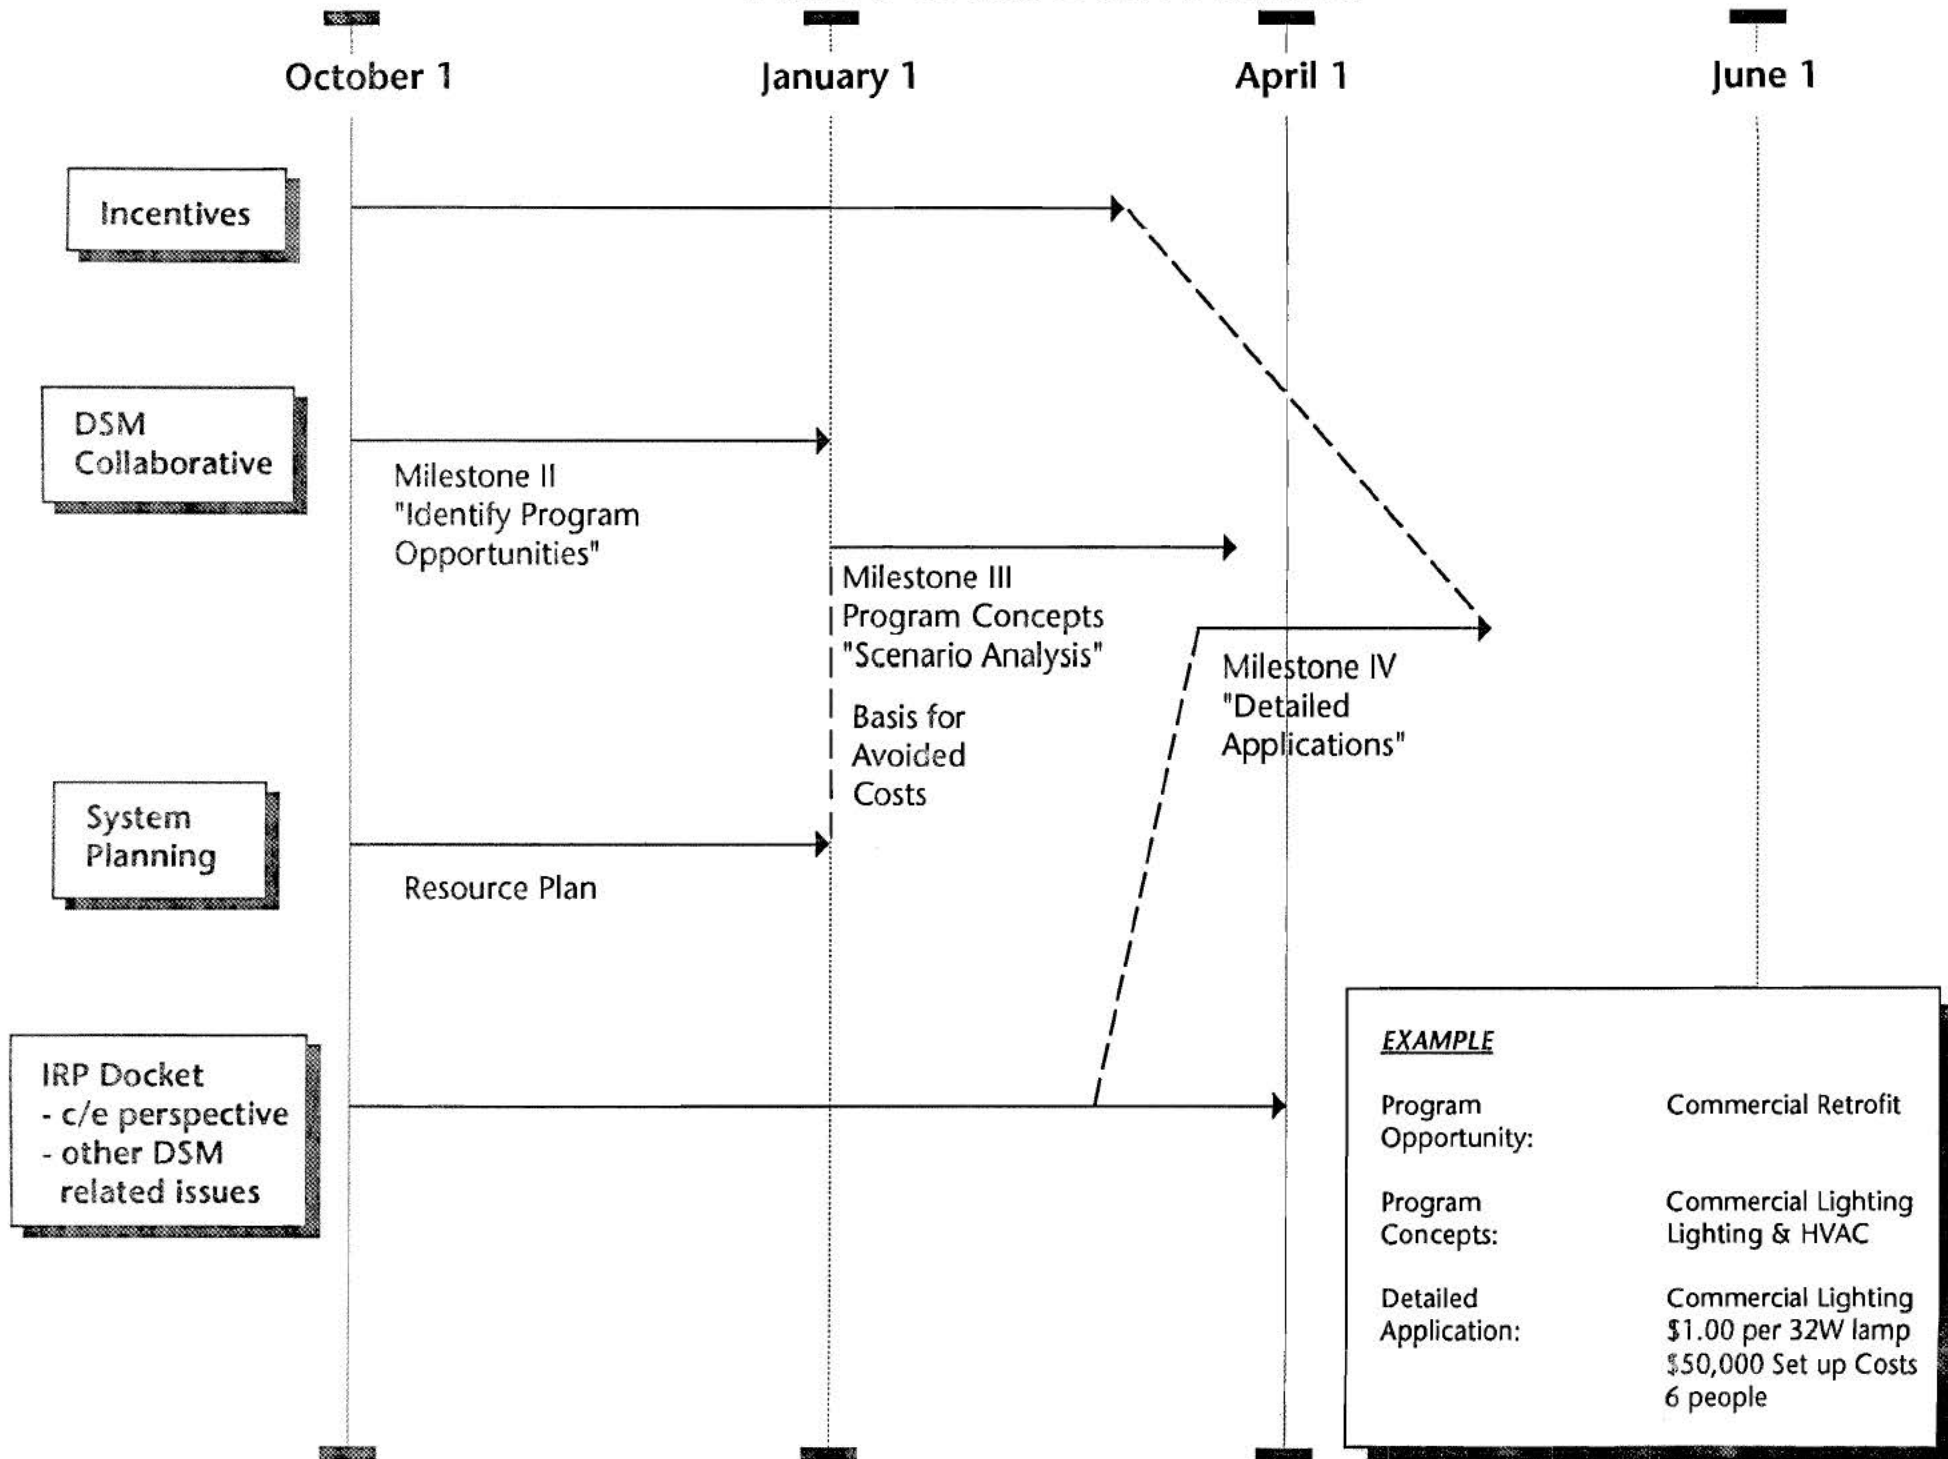 October 1
January 1
April 1
June 1
Incentives
DSM
Collaborative
Milestone II
"Identify Program
Opportunities"
Milestone III
Program Concepts
"Scenario Analysis"
Basis for
Avoided
Costs
Milestone IV
"Detailed
Applications"
System
Planning
Resource Plan
IRP Docket
- c/e perspective
- other DSM
related issues
EXAMPLE
Program Commercial Retrofit
Opportunity:
Program Commercial Lighting
Concepts: Lighting & HVAC
Detailed Commercial Lighting
Application: $1.00 per 32W lamp
$50,000 Set up Costs
6 people